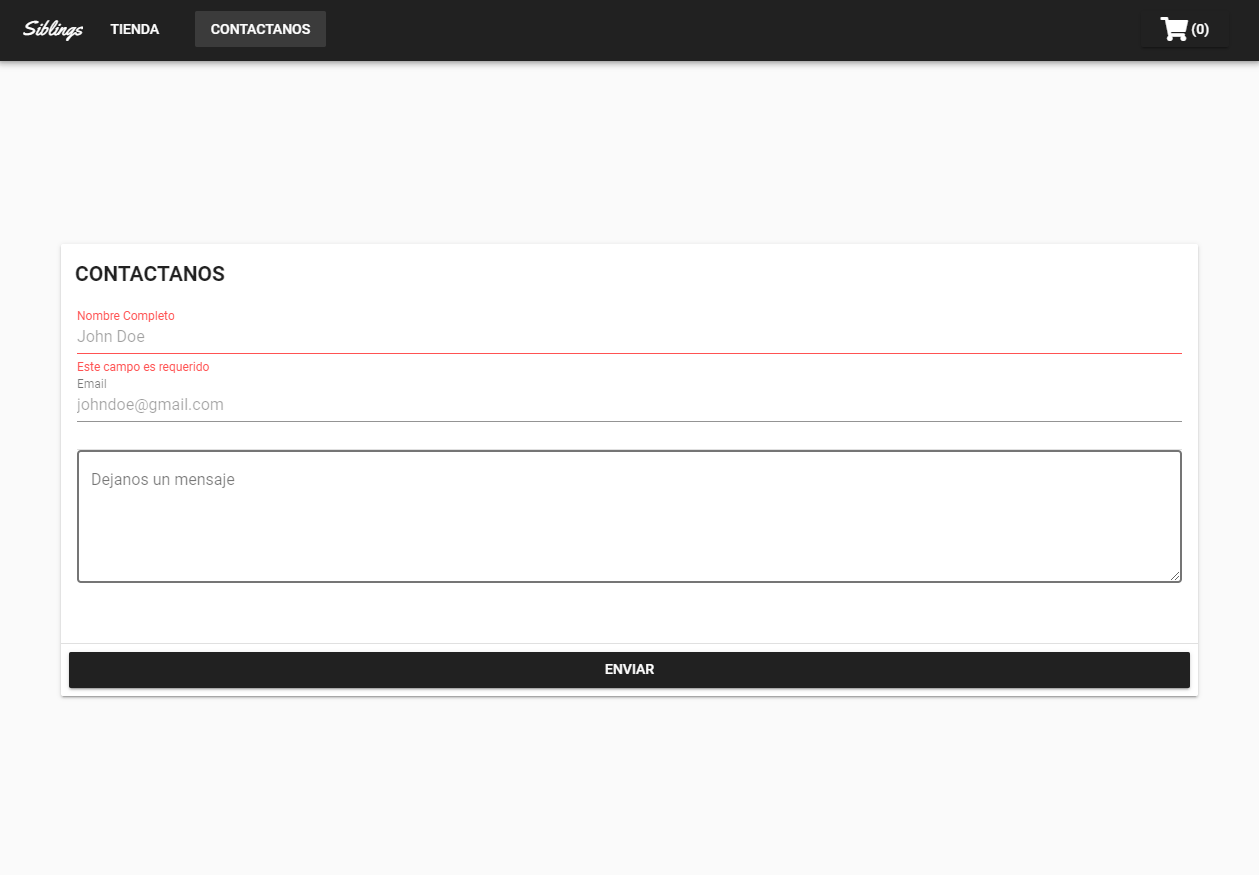 Siblings TIENDA CONTACTANOS (0)
CONTACTANOS
Nombre Completo
John Doe
Este campo es requerido
Email
johndoe@gmail.com
Dejanos un mensaje
ENVIAR